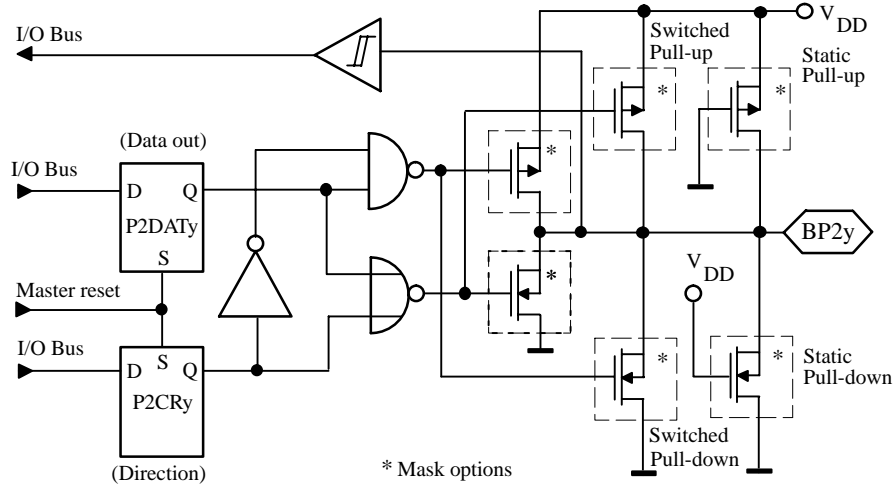 I/O Bus
Switched
Pull-up
V DD
Static
Pull-up
*
*
(Data out)
I/O Bus
D Q
P2DATy
S
*
BP2y
Master reset
*
V DD
I/O Bus
D S Q
P2CRy
*
*
Static
Pull-down
Switched
Pull-down
(Direction)
* Mask options